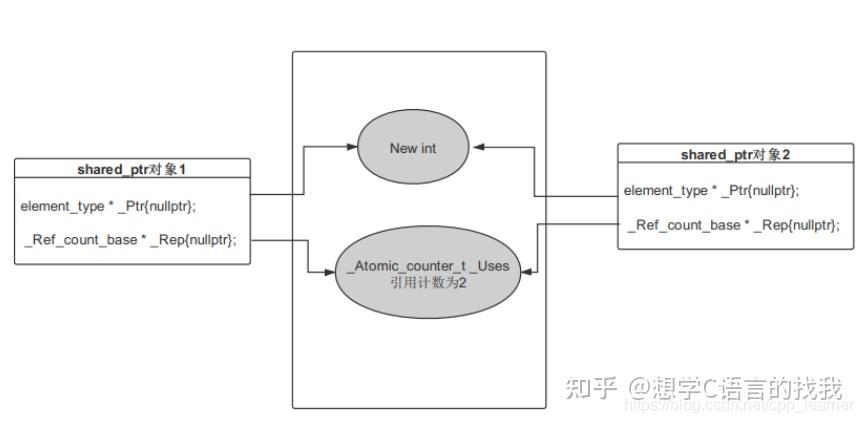 shared_ptr对象1
element_type * _Ptr{nullptr};
_Ref_count_base * _Rep{nullptr};
New int
_Atomic_counter_t _Uses
引用计数为2
shared_ptr对象2
element_type * _Ptr{nullptr};
_Ref_count_base * _Rep{nullptr};
知乎 @想学C语言的找我
https://blog.csdn.net/cpp_learner